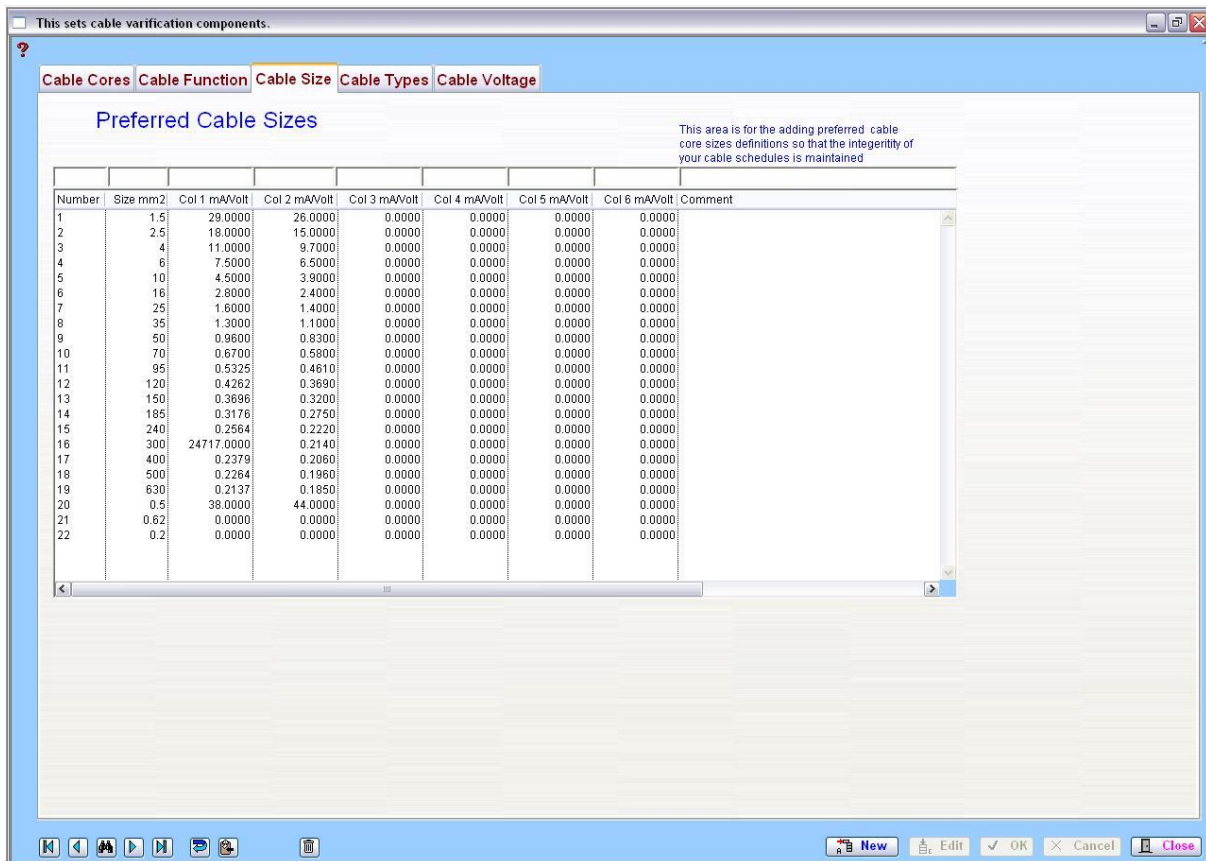 This sets cable varification components.
?
Cable Cores Cable Function Cable Size Cable Types Cable Voltage
Preferred Cable Sizes
This area is for the adding preferred cable
core sizes definitions so that the integeritity of
your cable schedules is maintained
Number Size mm2 Col 1 mA/Volt Col 2 mA/Volt Col 3 mA/Volt Col 4 mA/Volt Col 5 mA/Volt Col 6 mA/Volt Comment
1 1.5 29.0000 26.0000 0.0000 0.0000 0.0000 0.0000
2 2.5 18.0000 15.0000 0.0000 0.0000 0.0000 0.0000
3 4 11.0000 9.7000 0.0000 0.0000 0.0000 0.0000
4 6 7.5000 6.5000 0.0000 0.0000 0.0000 0.0000
5 10 4.5000 3.9000 0.0000 0.0000 0.0000 0.0000
6 16 2.8000 2.4000 0.0000 0.0000 0.0000 0.0000
7 25 1.6000 1.4000 0.0000 0.0000 0.0000 0.0000
8 35 1.3000 1.1000 0.0000 0.0000 0.0000 0.0000
9 50 0.9600 0.8300 0.0000 0.0000 0.0000 0.0000
10 70 0.6700 0.5800 0.0000 0.0000 0.0000 0.0000
11 95 0.5325 0.4610 0.0000 0.0000 0.0000 0.0000
12 120 0.4262 0.3690 0.0000 0.0000 0.0000 0.0000
13 150 0.3696 0.3200 0.0000 0.0000 0.0000 0.0000
14 185 0.3176 0.2750 0.0000 0.0000 0.0000 0.0000
15 240 0.2564 0.2220 0.0000 0.0000 0.0000 0.0000
16 300 24717.0000 0.2140 0.0000 0.0000 0.0000 0.0000
17 400 0.2379 0.2060 0.0000 0.0000 0.0000 0.0000
18 500 0.2264 0.1960 0.0000 0.0000 0.0000 0.0000
19 630 0.2137 0.1850 0.0000 0.0000 0.0000 0.0000
20 0.5 38.0000 44.0000 0.0000 0.0000 0.0000 0.0000
21 0.62 0.0000 0.0000 0.0000 0.0000 0.0000 0.0000
22 0.2 0.0000 0.0000 0.0000 0.0000 0.0000 0.0000
New Edit OK Cancel Close